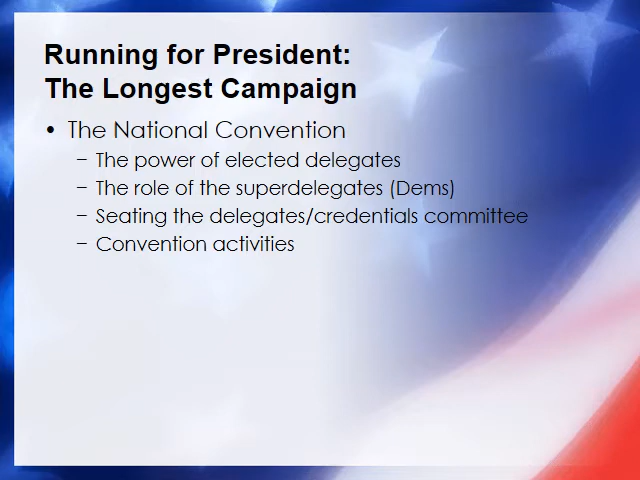 Running for President:
The Longest Campaign
• The National Convention
– The power of elected delegates
– The role of the superdelegates (Dems)
– Seating the delegates/credentials committee
– Convention activities